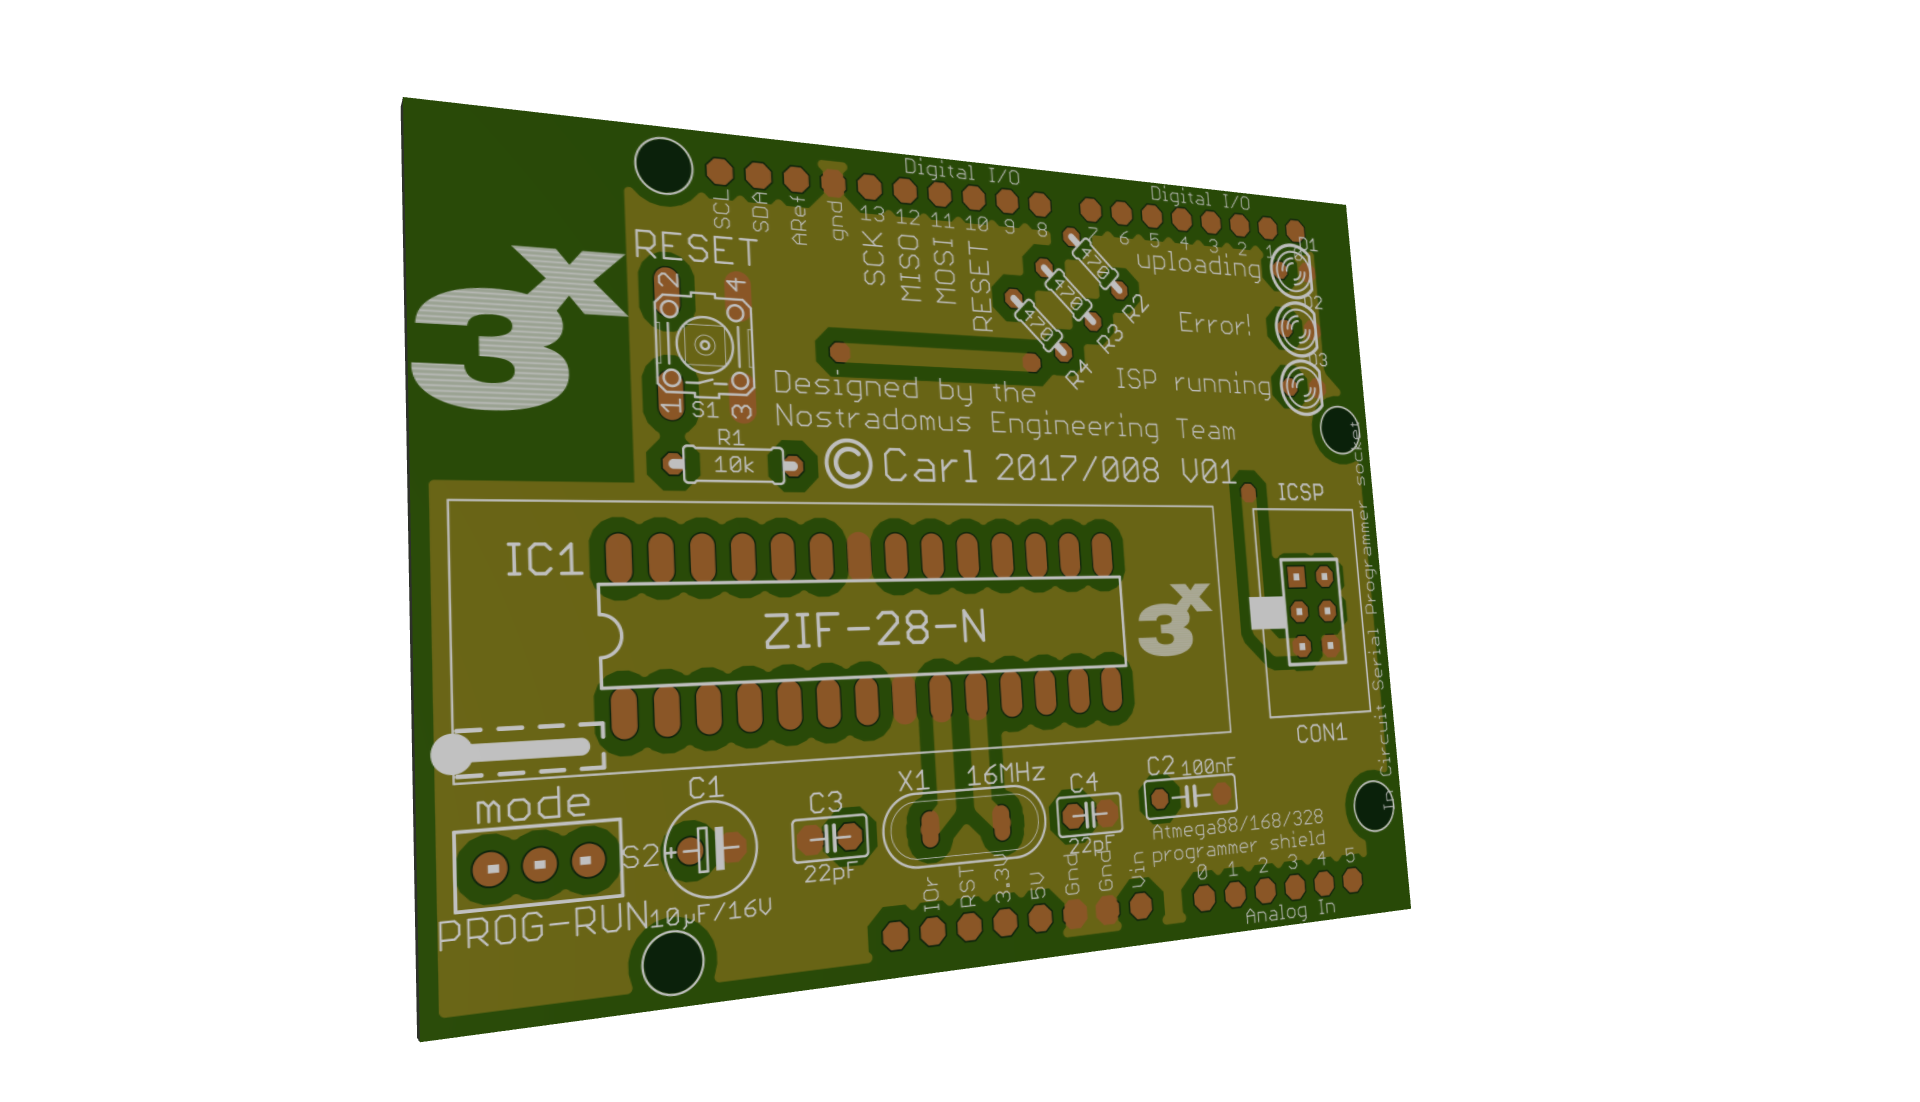 Digital I/O
Digital I/O
SCL
SDA
ARef
gnd
13 12 11 10 9 8
7 6 5 4 3 2 1
SCK
MISO
MOSI
RESET
RESET
2 4
1 3
S1
3x
470
470
470
R2
R3
R4
uploading
D1
Error!
D2
ISP running
D3
Designed by the
Nostradomus Engineering Team
R1
10k
© Carl 2017/008 V01
ICSP
IC1
ZIF-28-N
3x
CON1
In Circuit Serial Programmer socket
mode
S2
PROG-RUN
C1
+
10µF/16V
C3
22pF
X1 16MHz
C4
22pF
C2 100nF
Atmega88/168/328
programmer shield
IOr
RST
3.3V
5V
Gnd
Gnd
Vin
0 1 2 3 4 5
Analog In